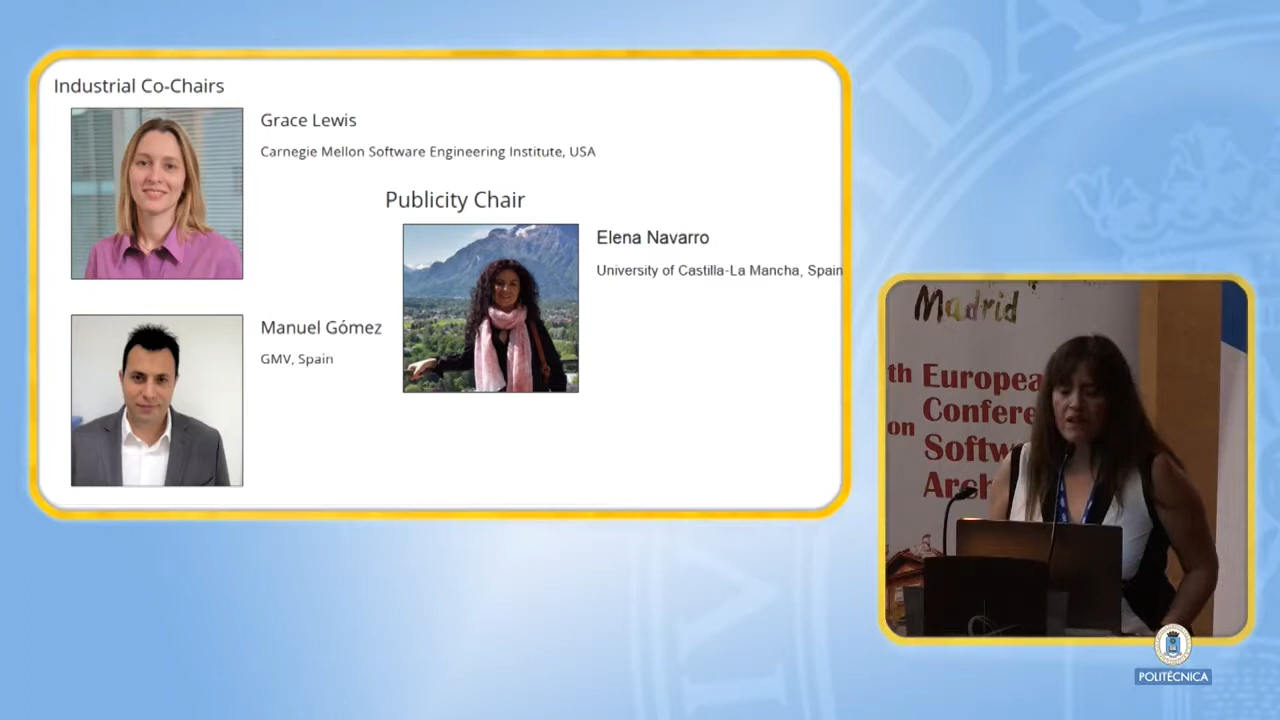 Industrial Co-Chairs
Grace Lewis
Carnegie Mellon Software Engineering Institute, USA
Publicity Chair
Elena Navarro
University of Castilla-La Mancha, Spain
Manuel Gómez
GMV, Spain
Madrid
th European
Confere
on
Softw
Arch
POLITÉCNICA